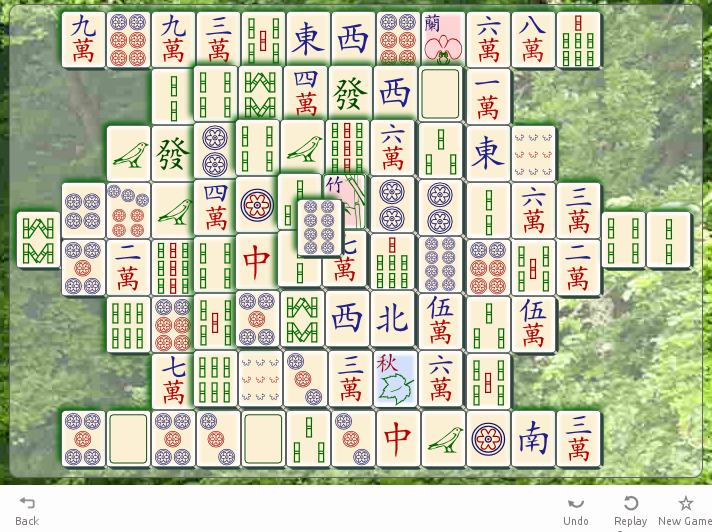 九萬 九萬 三萬 東 西 蘭 六萬 八萬
四萬 發 西 一萬
發 六萬 東
四萬 竹 六萬 三萬
二萬 中 七萬 二萬
西 北 伍萬 伍萬
七萬 三萬 秋 六萬
中 南 三萬
Back Undo Replay New Game